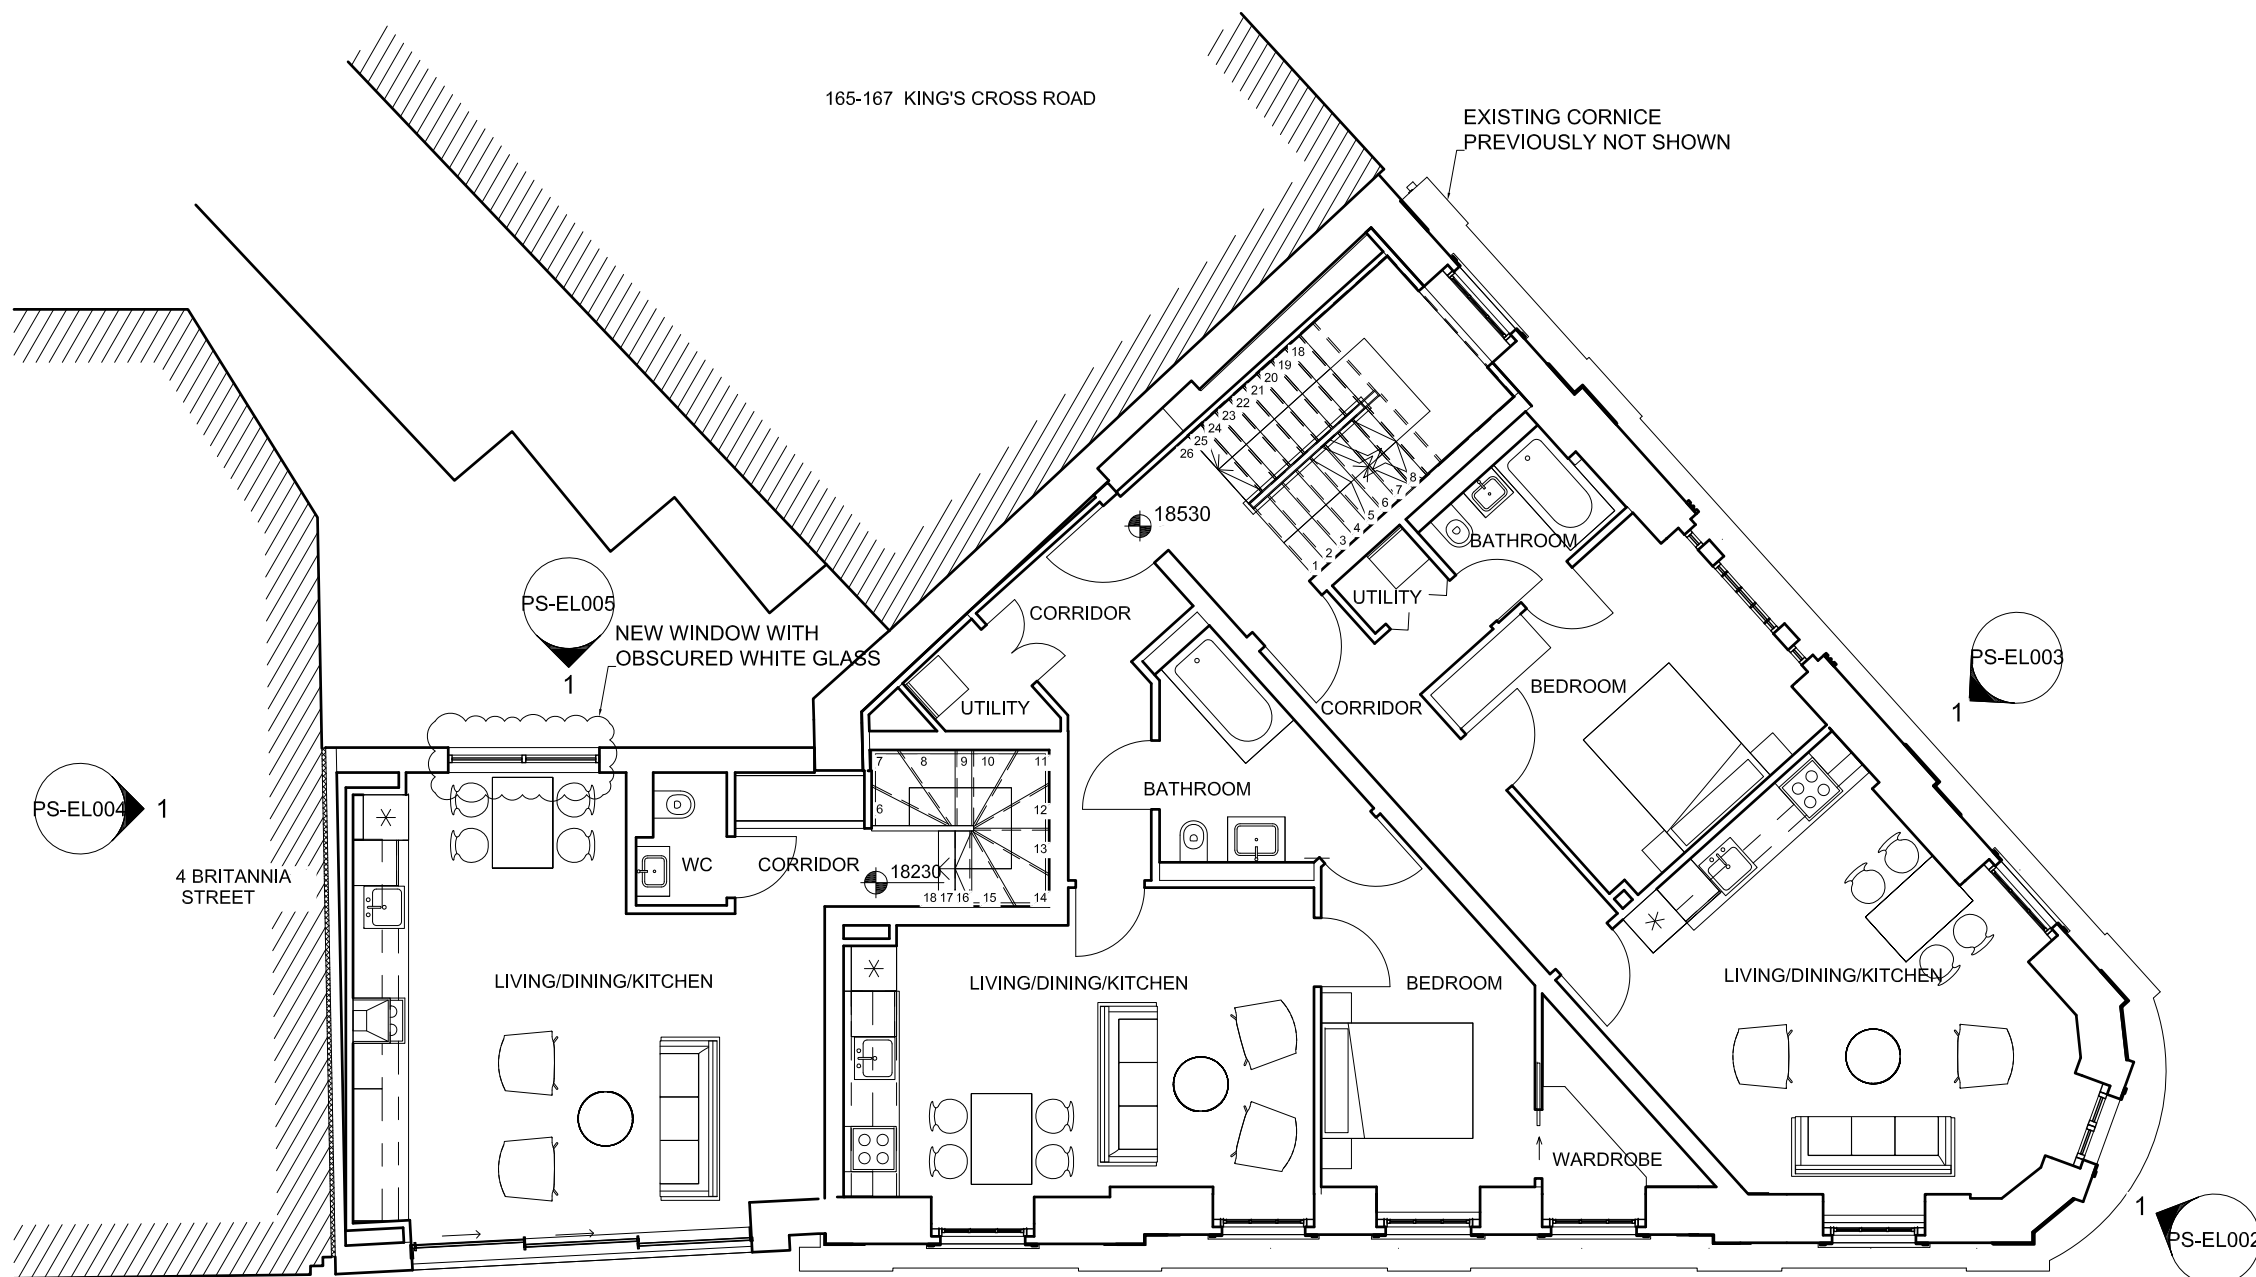 165-167 KING'S CROSS ROAD
EXISTING CORNICE
PREVIOUSLY NOT SHOWN
18
19
20
21
22
23
24
25
26
8
7
6
5
4
3
2
1
18530
BATHROOM
UTILITY
PS-EL005
1
NEW WINDOW WITH
OBSCURED WHITE GLASS
CORRIDOR
UTILITY
CORRIDOR
BEDROOM
PS-EL003
1
7
8
9
10
11
6
12
13
14
18
17
16
15
BATHROOM
PS-EL004
1
4 BRITANNIA
STREET
WC
CORRIDOR
18230
LIVING/DINING/KITCHEN
LIVING/DINING/KITCHEN
BEDROOM
LIVING/DINING/KITCHEN
WARDROBE
1
PS-EL002